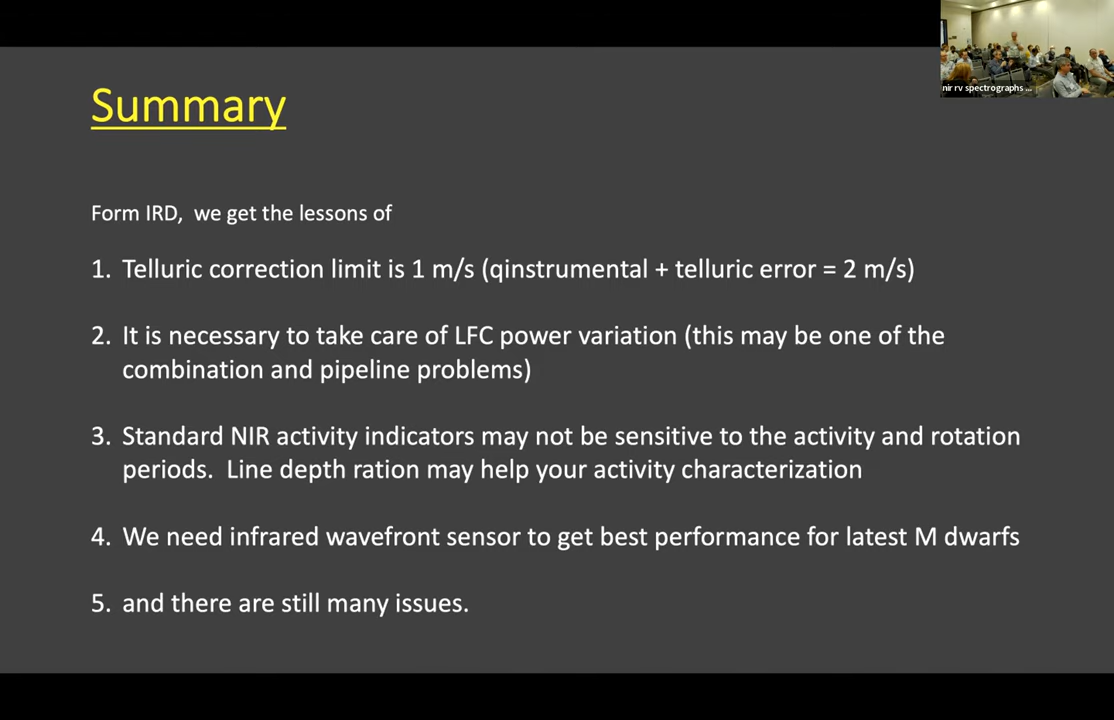 nir rv spectrographs ...
Summary
Form IRD, we get the lessons of
1. Telluric correction limit is 1 m/s (qinstrumental + telluric error = 2 m/s)
2. It is necessary to take care of LFC power variation (this may be one of the
combination and pipeline problems)
3. Standard NIR activity indicators may not be sensitive to the activity and rotation
periods. Line depth ration may help your activity characterization
4. We need infrared wavefront sensor to get best performance for latest M dwarfs
5. and there are still many issues.